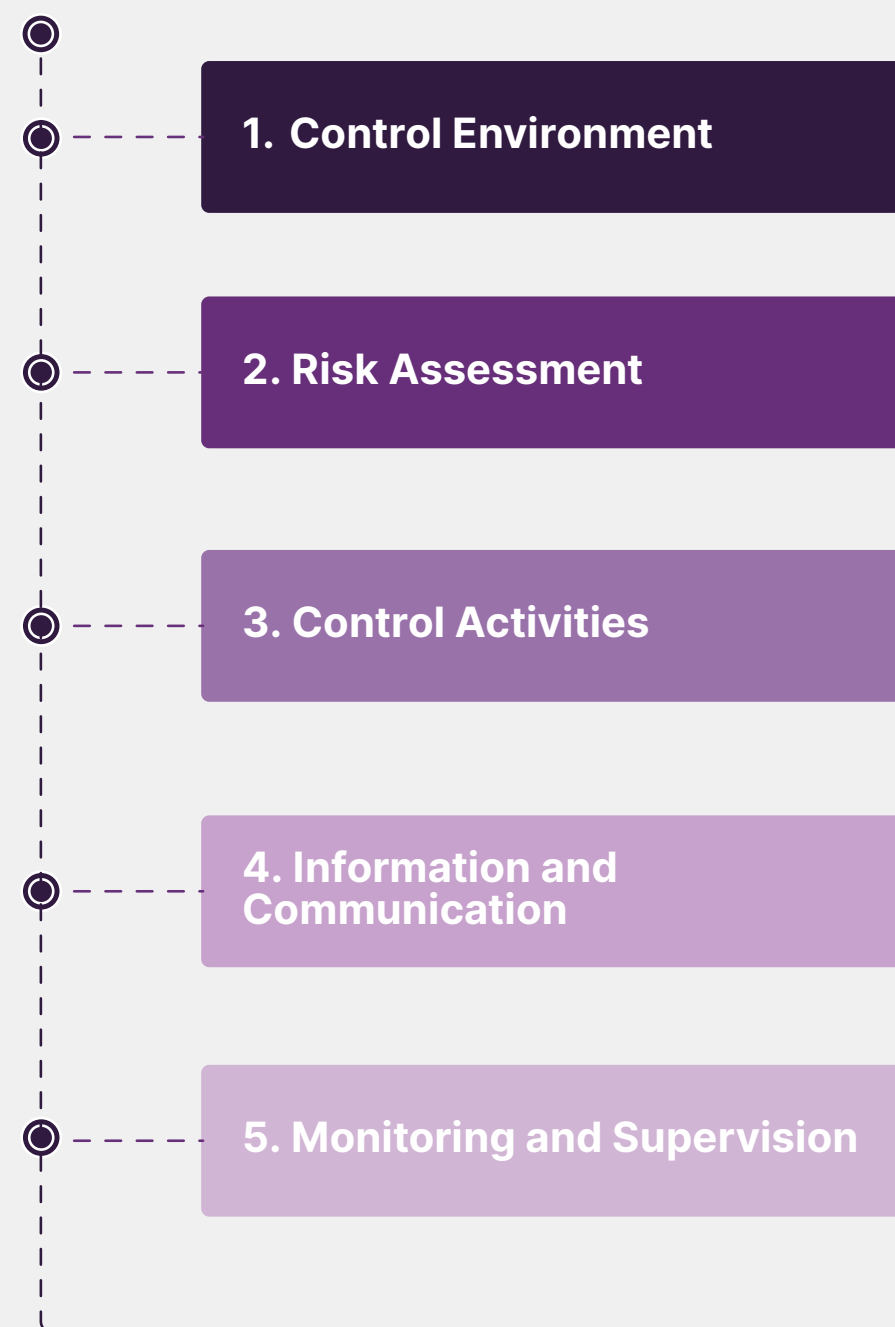 1. Control Environment
2. Risk Assessment
3. Control Activities
4. Information and
Communication
5. Monitoring and Supervision